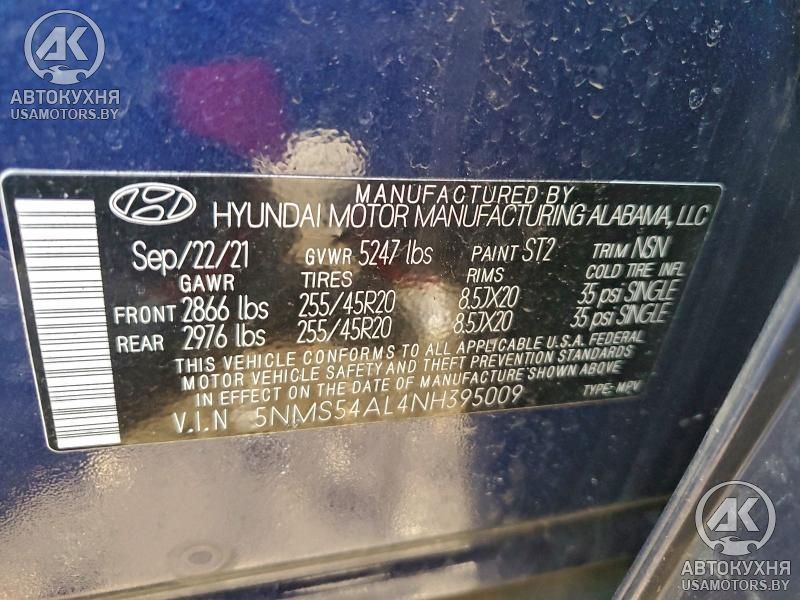 AK
АВТОКУХНЯ
USAMOTORS.BY
MANUFACTURED BY
HYUNDAI MOTOR MANUFACTURING ALABAMA, LLC
Sep/22/21 GVWR 5247 lbs PAINT ST2 TRIM NSN
GAWR TIRES RIMS COLD TIRE INFL
FRONT 2866 lbs 255/45R20 8.5JX20 35 psi SINGLE
REAR 2976 lbs 255/45R20 8.5JX20 35 psi SINGLE
THIS VEHICLE CONFORMS TO ALL APPLICABLE U.S.A. FEDERAL
MOTOR VEHICLE SAFETY AND THEFT PREVENTION STANDARDS
IN EFFECT ON THE DATE OF MANUFACTURE SHOWN ABOVE
V.I.N 5NMS54AL4NH395009 TYPE: MPV
AK
АВТОКУХНЯ
USAMOTORS.BY